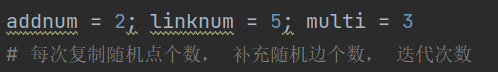 addnum = 2; linknum = 5; multi = 3
# 每次复制随机点个数, 补充随机边个数, 迭代次数